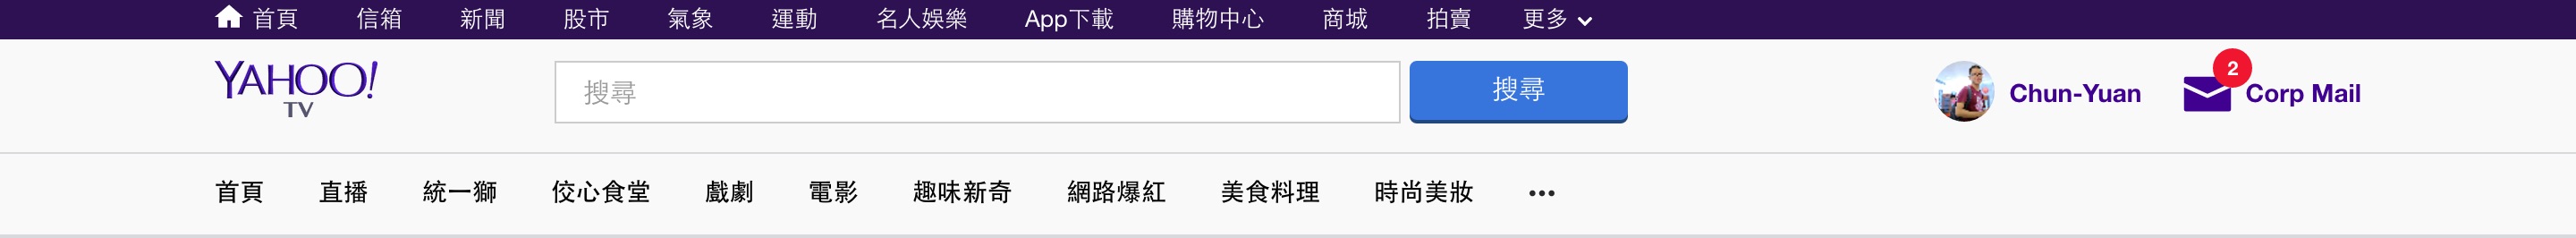 首頁 信箱 新聞 股市 氣象 運動 名人娛樂 App下載 購物中心 商城 拍賣 更多
YAHOO!
TV
搜尋 搜尋 Chun-Yuan 2 Corp Mail
首頁 直播 統一獅 佼心食堂 戲劇 電影 趣味新奇 網路爆紅 美食料理 時尚美妝 •••